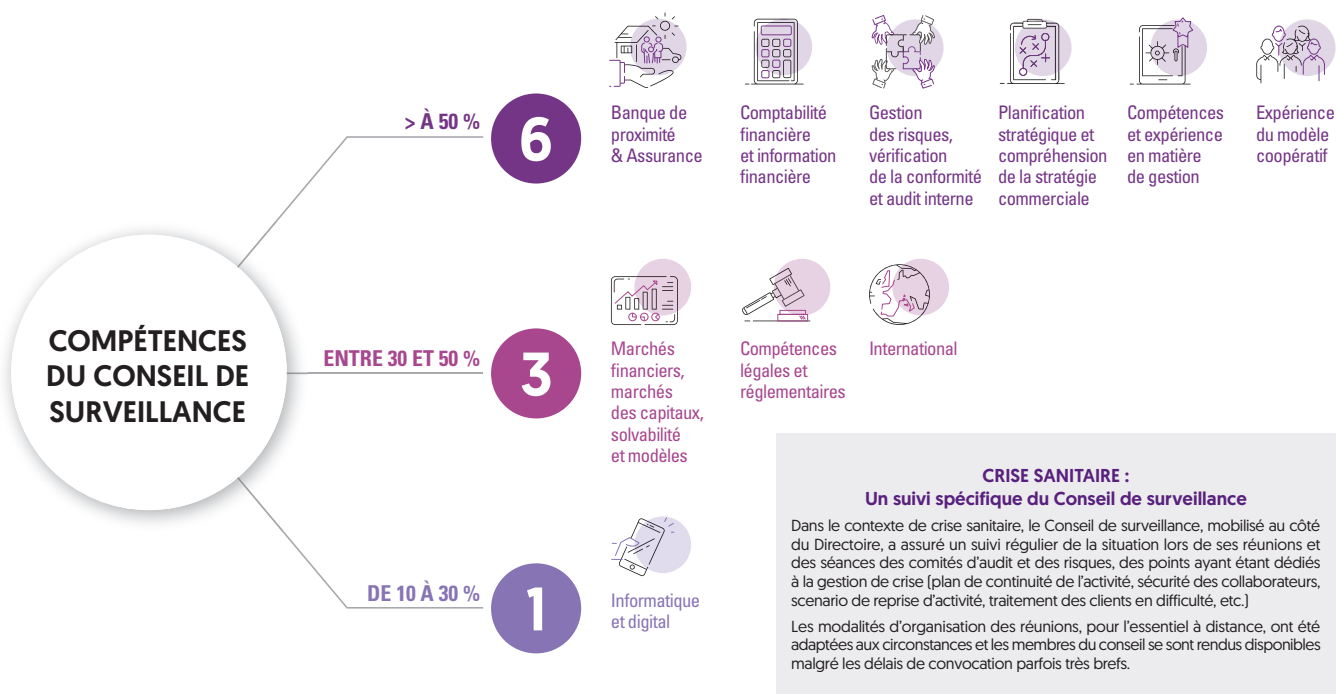 COMPÉTENCES
DU CONSEIL DE
SURVEILLANCE
> À 50 %
6
Banque de
proximité
& Assurance
Comptabilité
financière
et information
financière
Gestion
des risques,
vérification
de la conformité
et audit interne
Planification
stratégique et
compréhension
de la stratégie
commerciale
Compétences
et expérience
en matière
de gestion
Expérience
du modèle
coopératif
ENTRE 30 ET 50 %
3
Marchés
financiers,
marchés
des capitaux,
solvabilité
et modèles
Compétences
légales et
réglementaires
International
DE 10 À 30 %
1
Informatique
et digital
CRISE SANITAIRE :
Un suivi spécifique du Conseil de surveillance
Dans le contexte de crise sanitaire, le Conseil de surveillance, mobilisé au côté
du Directoire, a assuré un suivi régulier de la situation lors de ses réunions et
des séances des comités d'audit et des risques, des points ayant étant dédiés
à la gestion de crise (plan de continuité de l'activité, sécurité des collaborateurs,
scenario de reprise d'activité, traitement des clients en difficulté, etc.)
Les modalités d'organisation des réunions, pour l'essentiel à distance, ont été
adaptées aux circonstances et les membres du conseil se sont rendus disponibles
malgré les délais de convocation parfois très brefs.